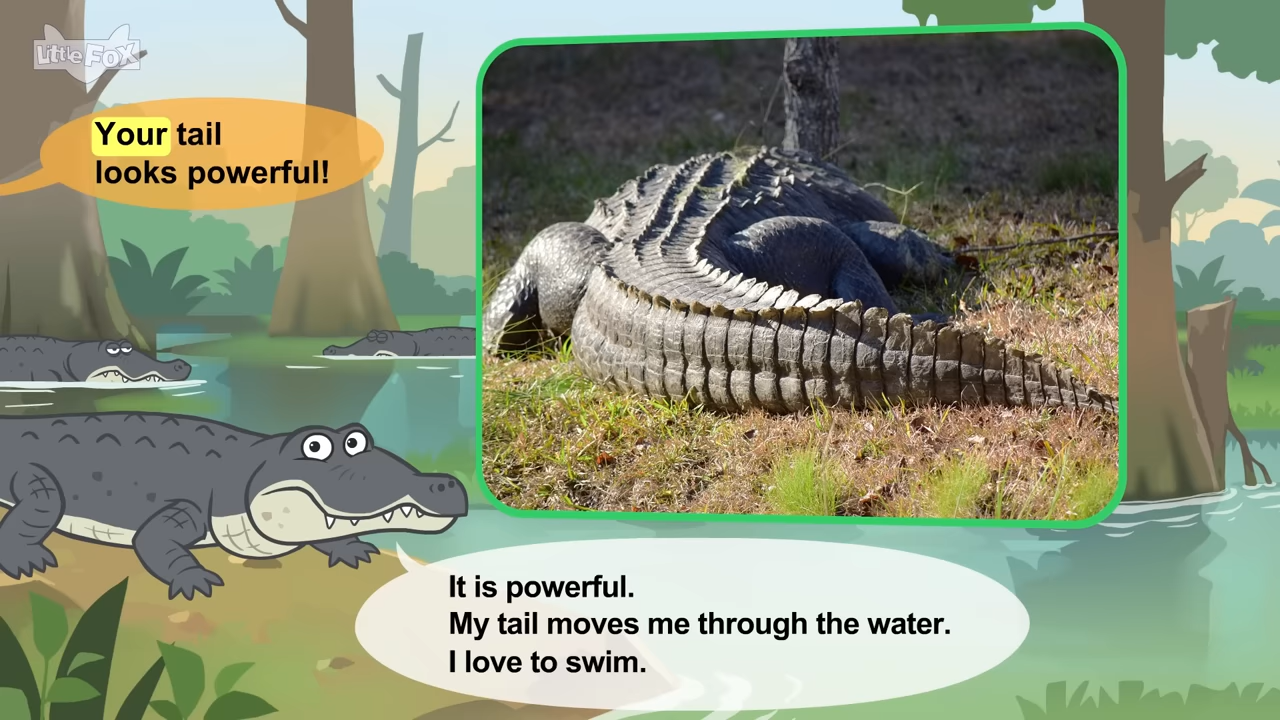 Little Fox
Your tail
looks powerful!
It is powerful.
My tail moves me through the water.
I love to swim.